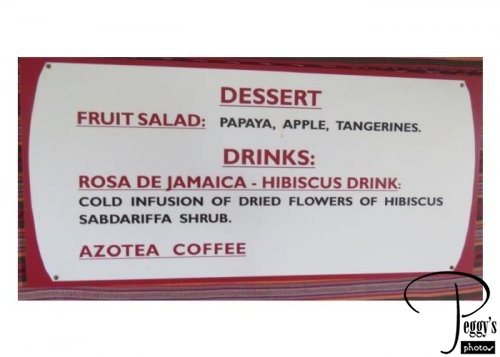 DESSERT
FRUIT SALAD: PAPAYA, APPLE, TANGERINES.
DRINKS:
ROSA DE JAMAICA - HIBISCUS DRINK:
COLD INFUSION OF DRIED FLOWERS OF HIBISCUS
SABDARIFFA SHRUB.
AZOTEA COFFEE
Peggy's
photos